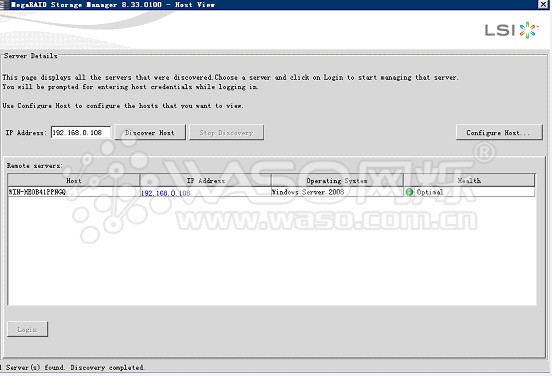 MegaRAID Storage Manager 8.33.0100 - Host View
LSI
Server Details
This page displays all the servers that were discovered.Choose a server and click on Login to start managing that server.
You will be prompted for entering host credentials while logging in.
Use Configure Host to configure the hosts that you want to view.
IP Address: 192.168.0.108 Discover Host Stop Discovery Configure Host...
Remote servers:
Host IP Address Operating System Health
192.168.0.108 Windows Server 2008 Optimal
WASO网烁®
www.waso.com.cn
Login
1 Server(s) found. Discovery completed.